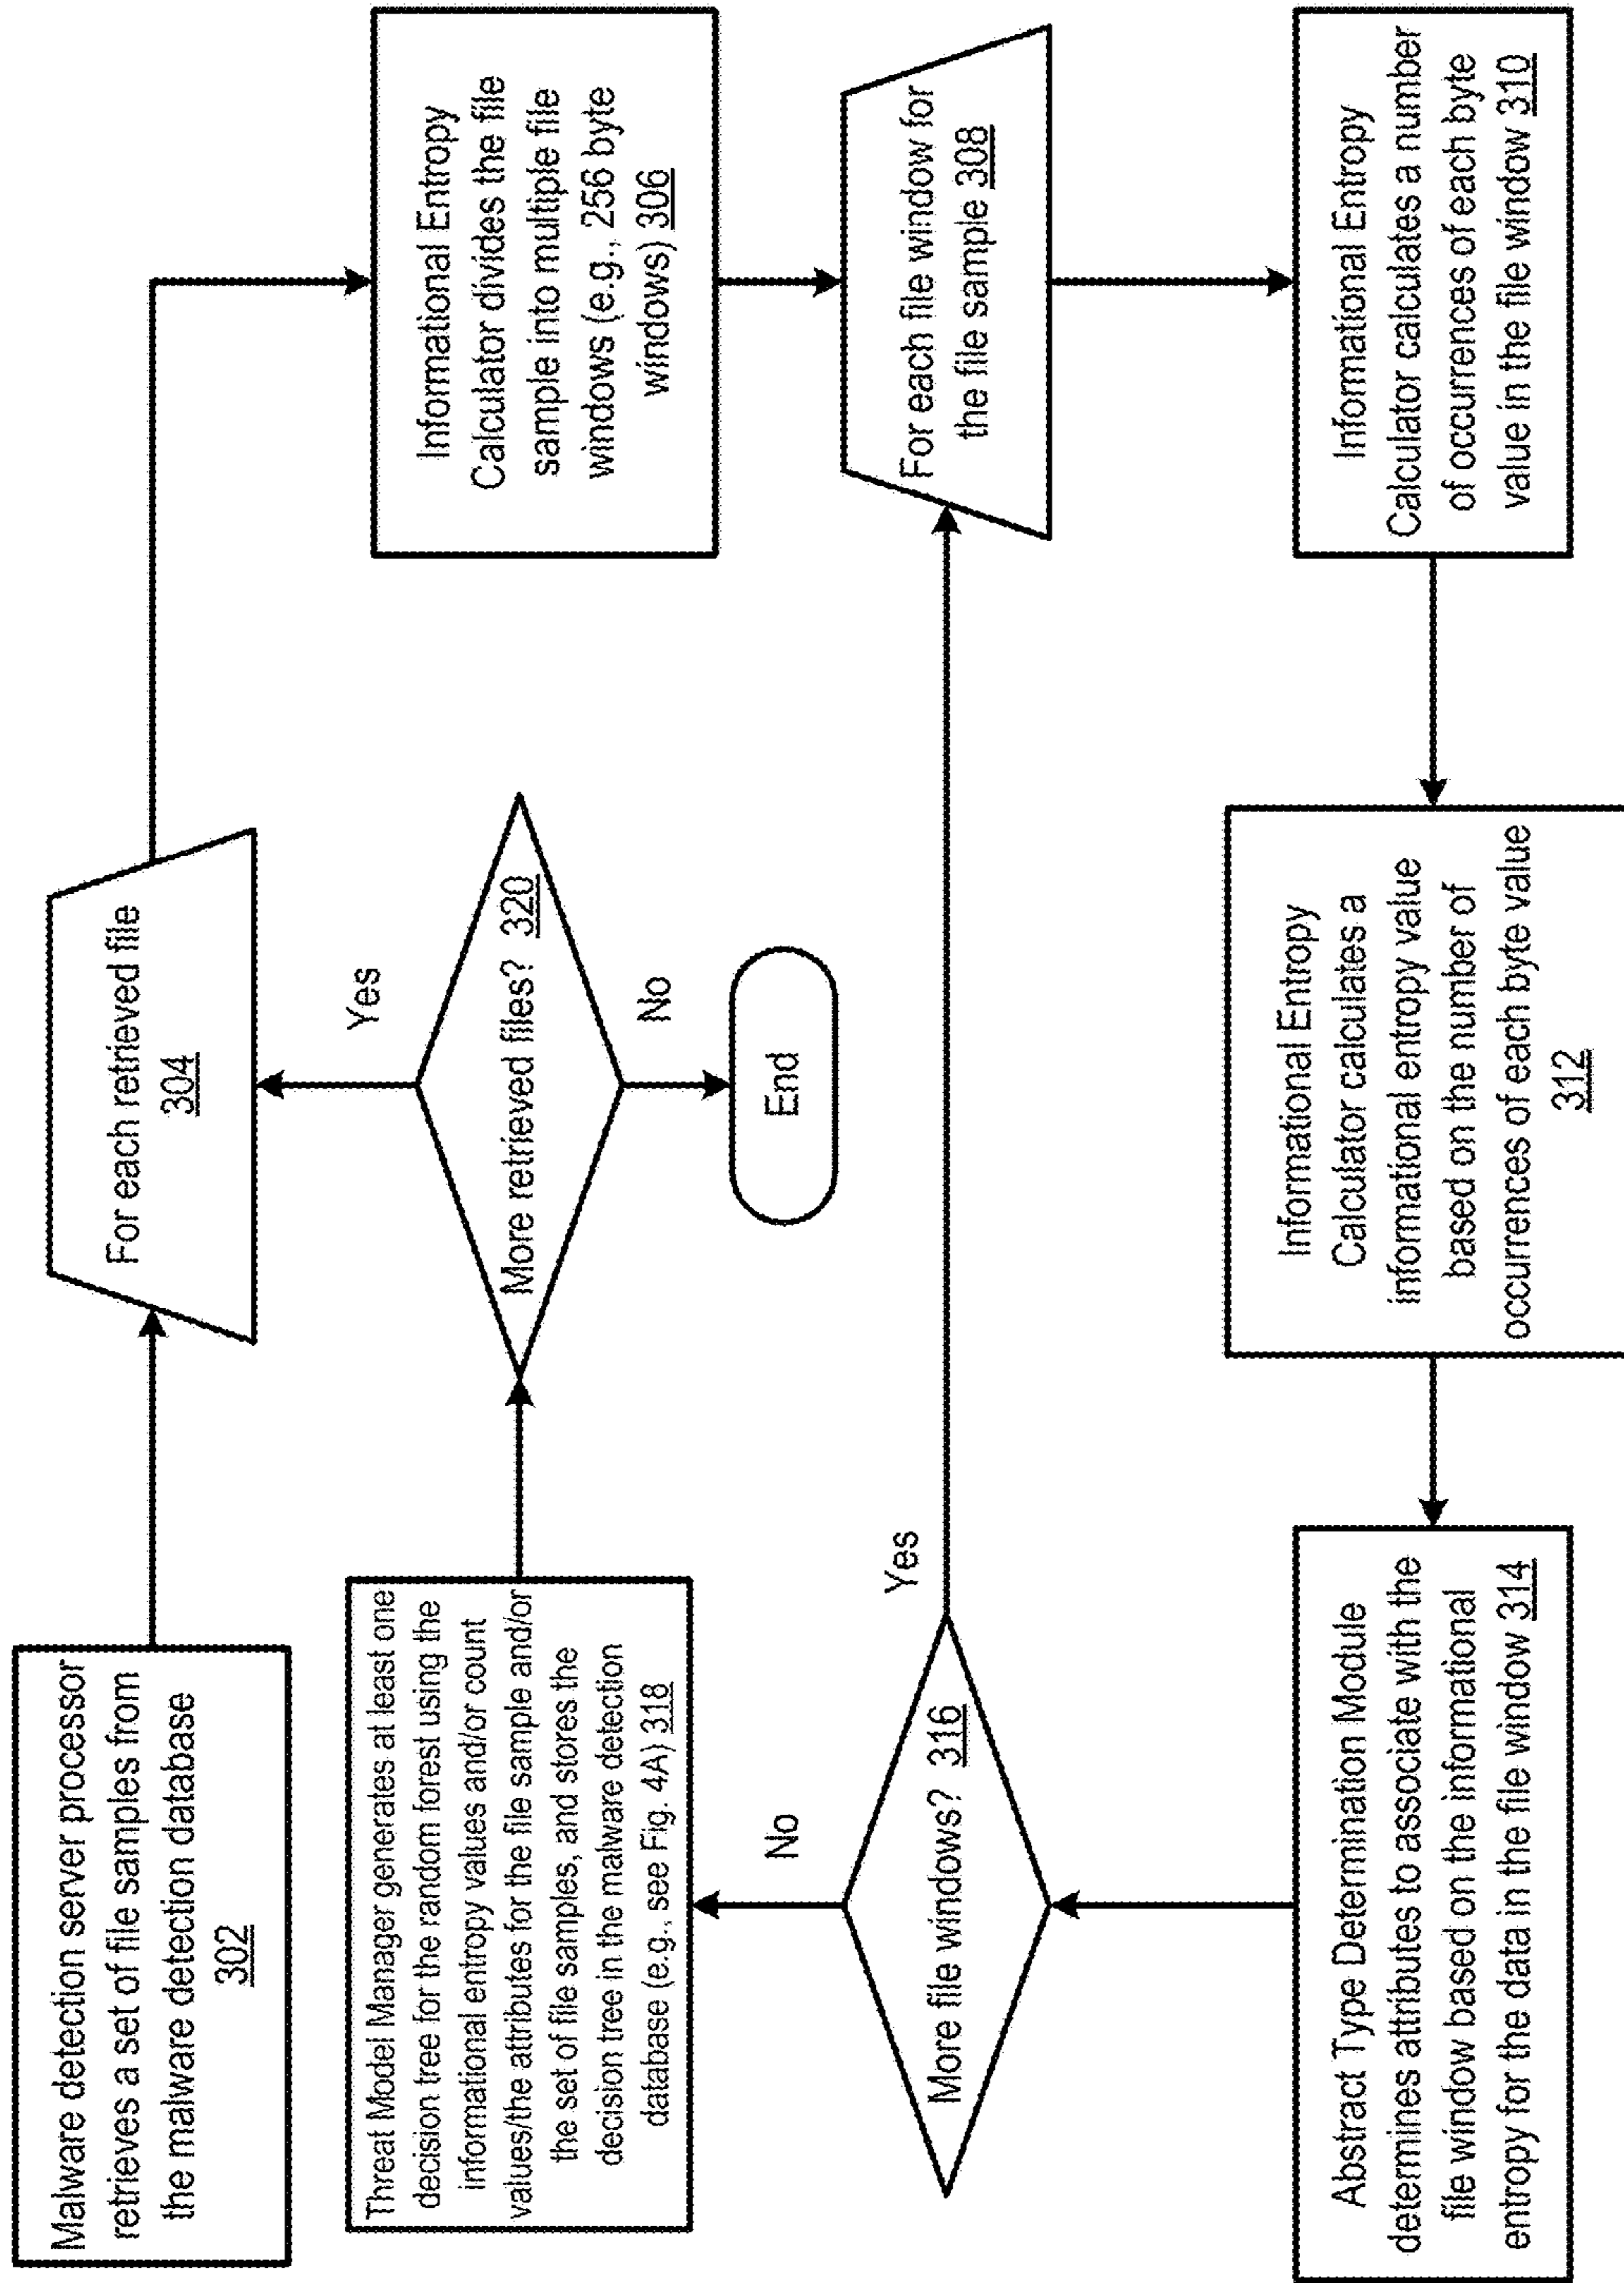 Malware detection server processor
retrieves a set of file samples from
the malware detection database
302
For each retrieved file
304
Informational Entropy
Calculator divides the file
sample into multiple file
windows (e.g., 256 byte
windows) 306
For each file window for
the file sample 308
Informational Entropy
Calculator calculates a number
of occurrences of each byte
value in the file window 310
Informational Entropy
Calculator calculates a
informational entropy value
based on the number of
occurrences of each byte value
312
Abstract Type Determination Module
determines attributes to associate with the
file window based on the informational
entropy for the data in the file window 314
More file windows? 316
Yes
No
Threat Model Manager generates at least one
decision tree for the random forest using the
informational entropy values and/or count
values/the attributes for the file sample and/or
the set of file samples, and stores the
decision tree in the malware detection
database (e.g., see Fig. 4A) 318
More retrieved files? 320
Yes
No
End